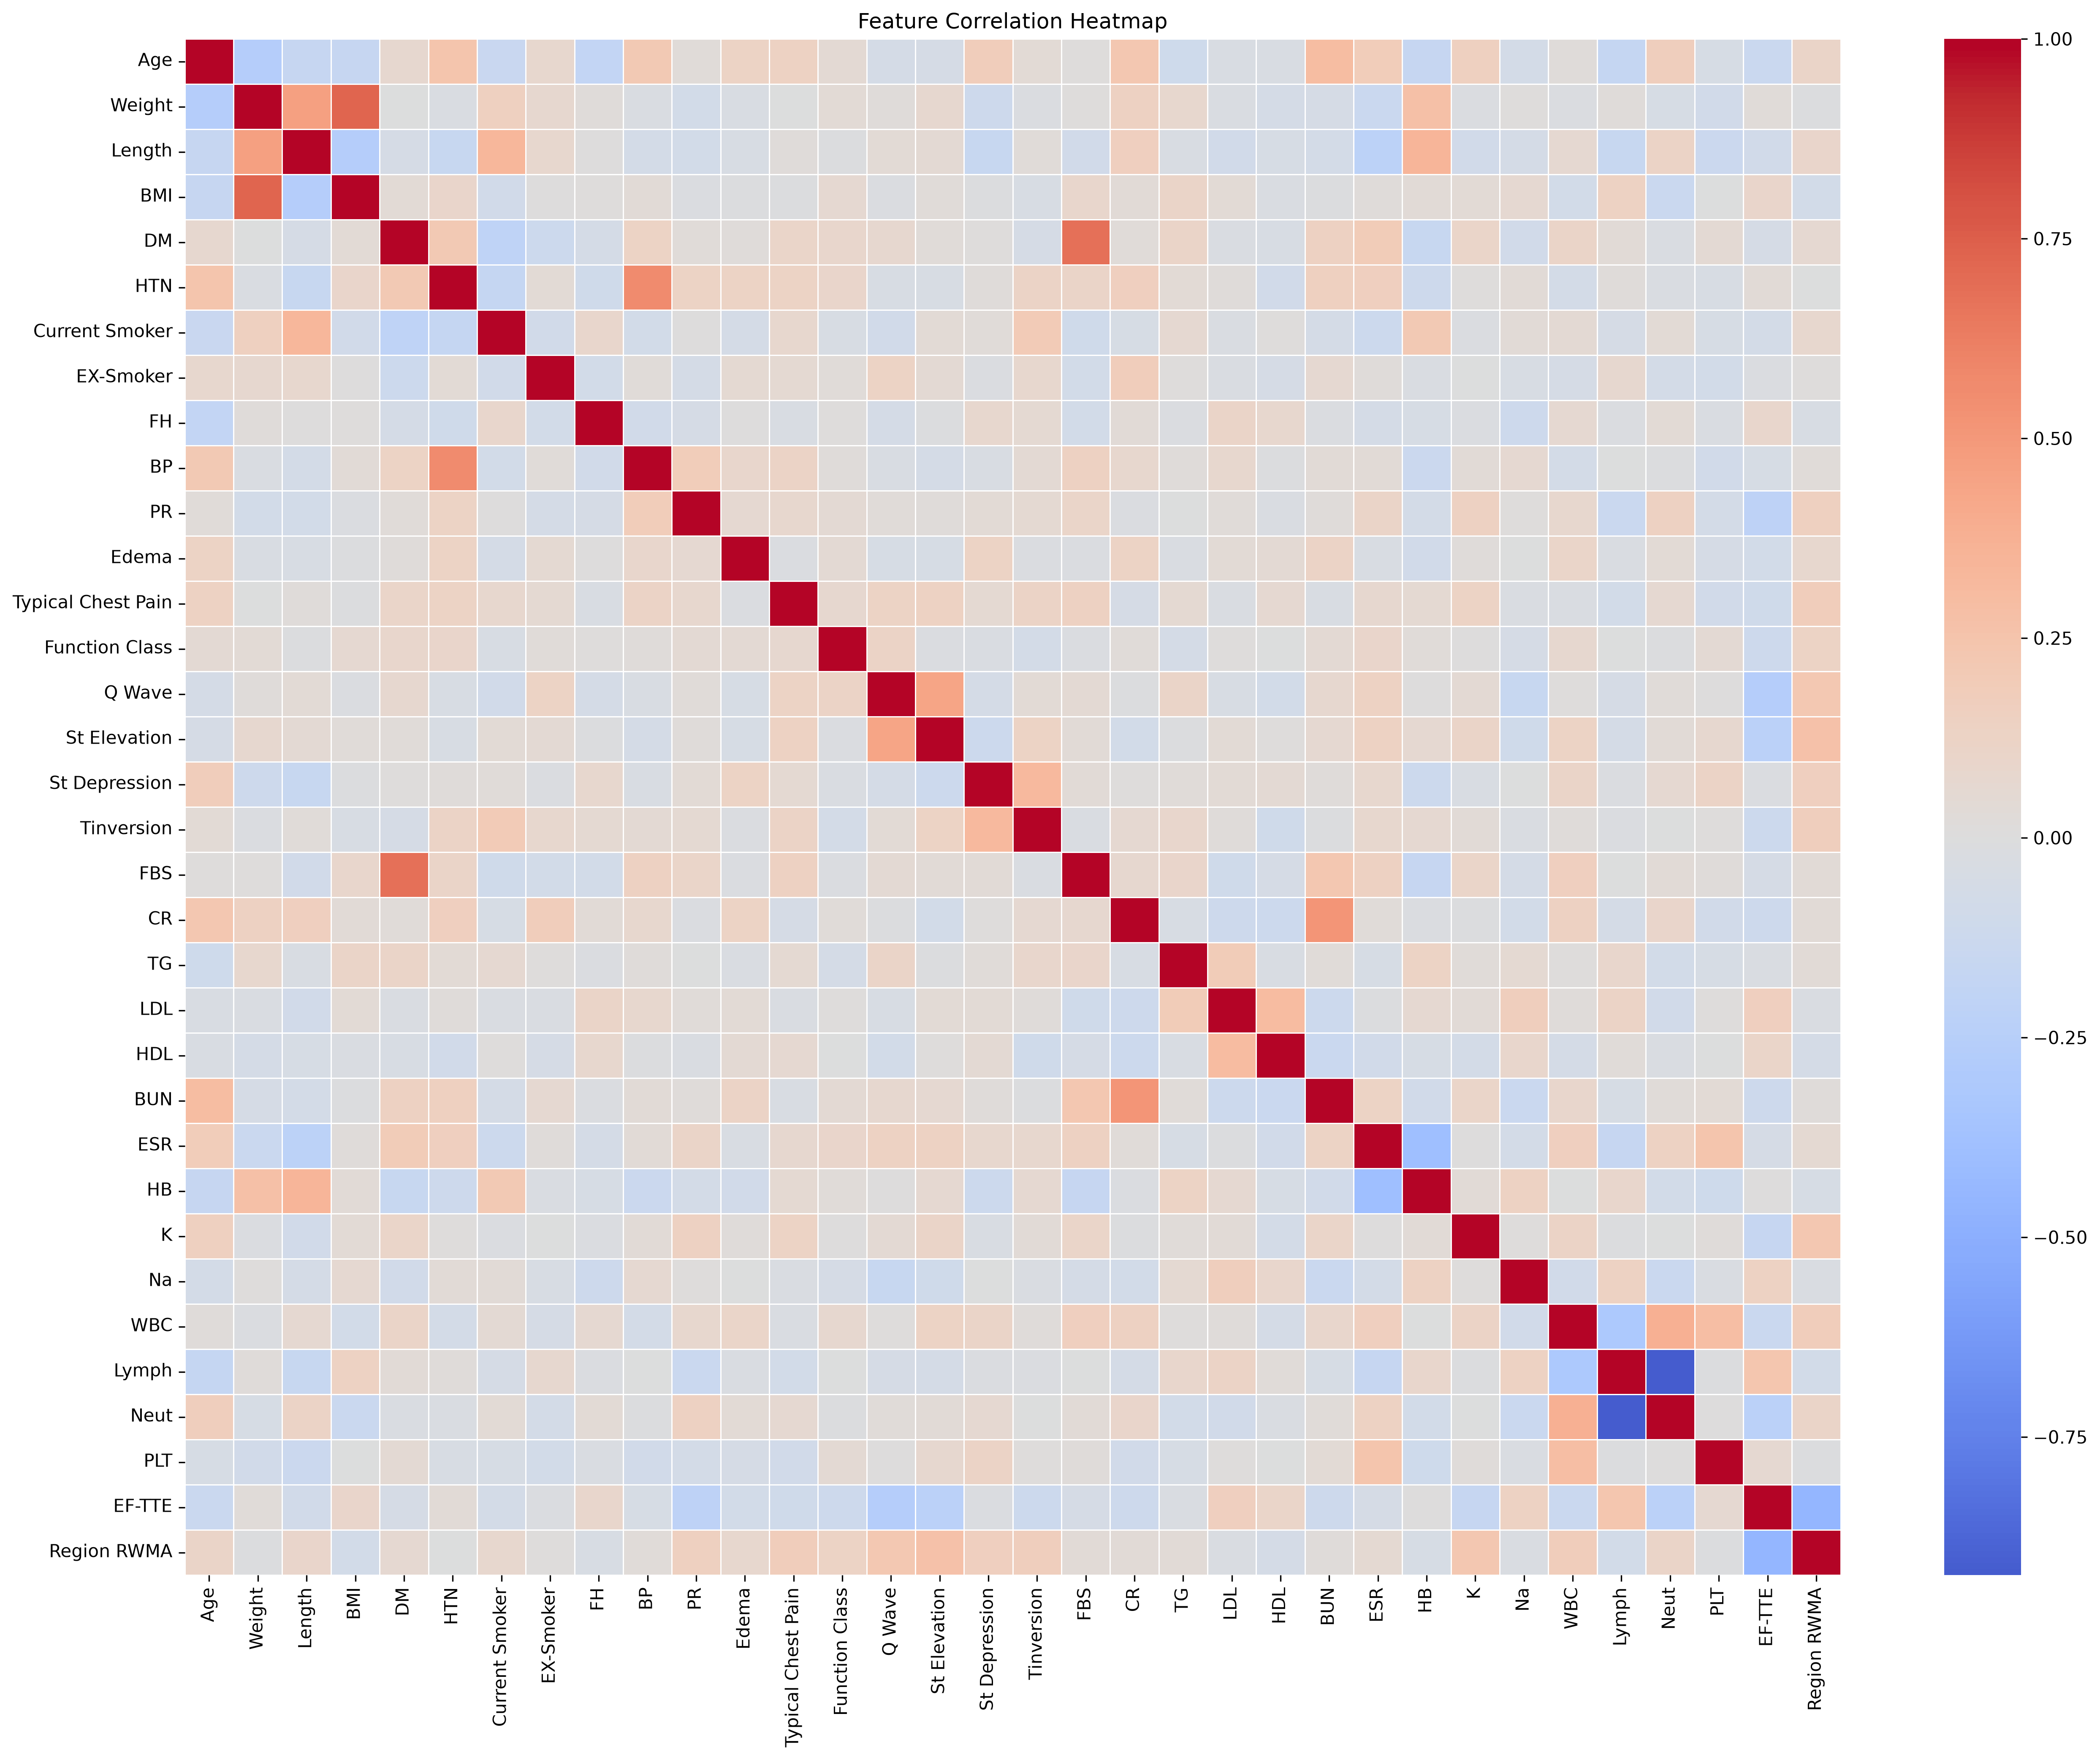 Feature Correlation Heatmap
Age
Weight
Length
BMI
DM
HTN
Current Smoker
EX-Smoker
FH
BP
PR
Edema
Typical Chest Pain
Function Class
Q Wave
St Elevation
St Depression
Tinversion
FBS
CR
TG
LDL
HDL
BUN
ESR
HB
K
Na
WBC
Lymph
Neut
PLT
EF-TTE
Region RWMA
Age
Weight
Length
BMI
DM
HTN
Current Smoker
EX-Smoker
FH
BP
PR
Edema
Typical Chest Pain
Function Class
Q Wave
St Elevation
St Depression
Tinversion
FBS
CR
TG
LDL
HDL
BUN
ESR
HB
K
Na
WBC
Lymph
Neut
PLT
EF-TTE
Region RWMA
1.00
0.75
0.50
0.25
0.00
−0.25
−0.50
−0.75